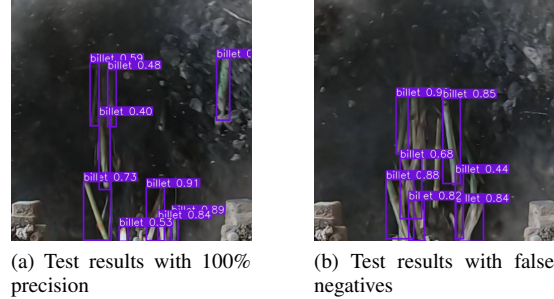 billet 0.59
billet 0.48
billet 0.40
billet 0.73
billet 0.91
0.89
billet 0.84
billet 0.53
billet
billet 0.85
billet 0.68
billet 0.44
billet 0.88
billet 0.82
0.84
(a) Test results with 100%
precision
(b) Test results with false
negatives